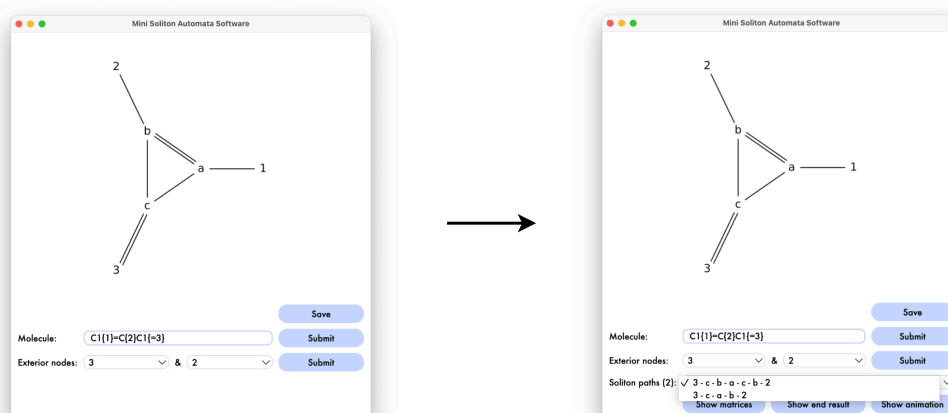 Mini Soliton Automata Software
2
b
a
1
c
3
Save
Molecule:
C1{1}=C{2}C1{=3}
Submit
Exterior nodes:
3
&
2
Submit
Mini Soliton Automata Software
2
b
a
1
c
3
Save
Molecule:
C1{1}=C{2}C1{=3}
Submit
Exterior nodes:
3
&
2
Submit
Soliton paths (2):
✓ 3 - c - b - a - c - b - 2
3 - c - a - b - 2
Show matrices
Show end result
Show animation